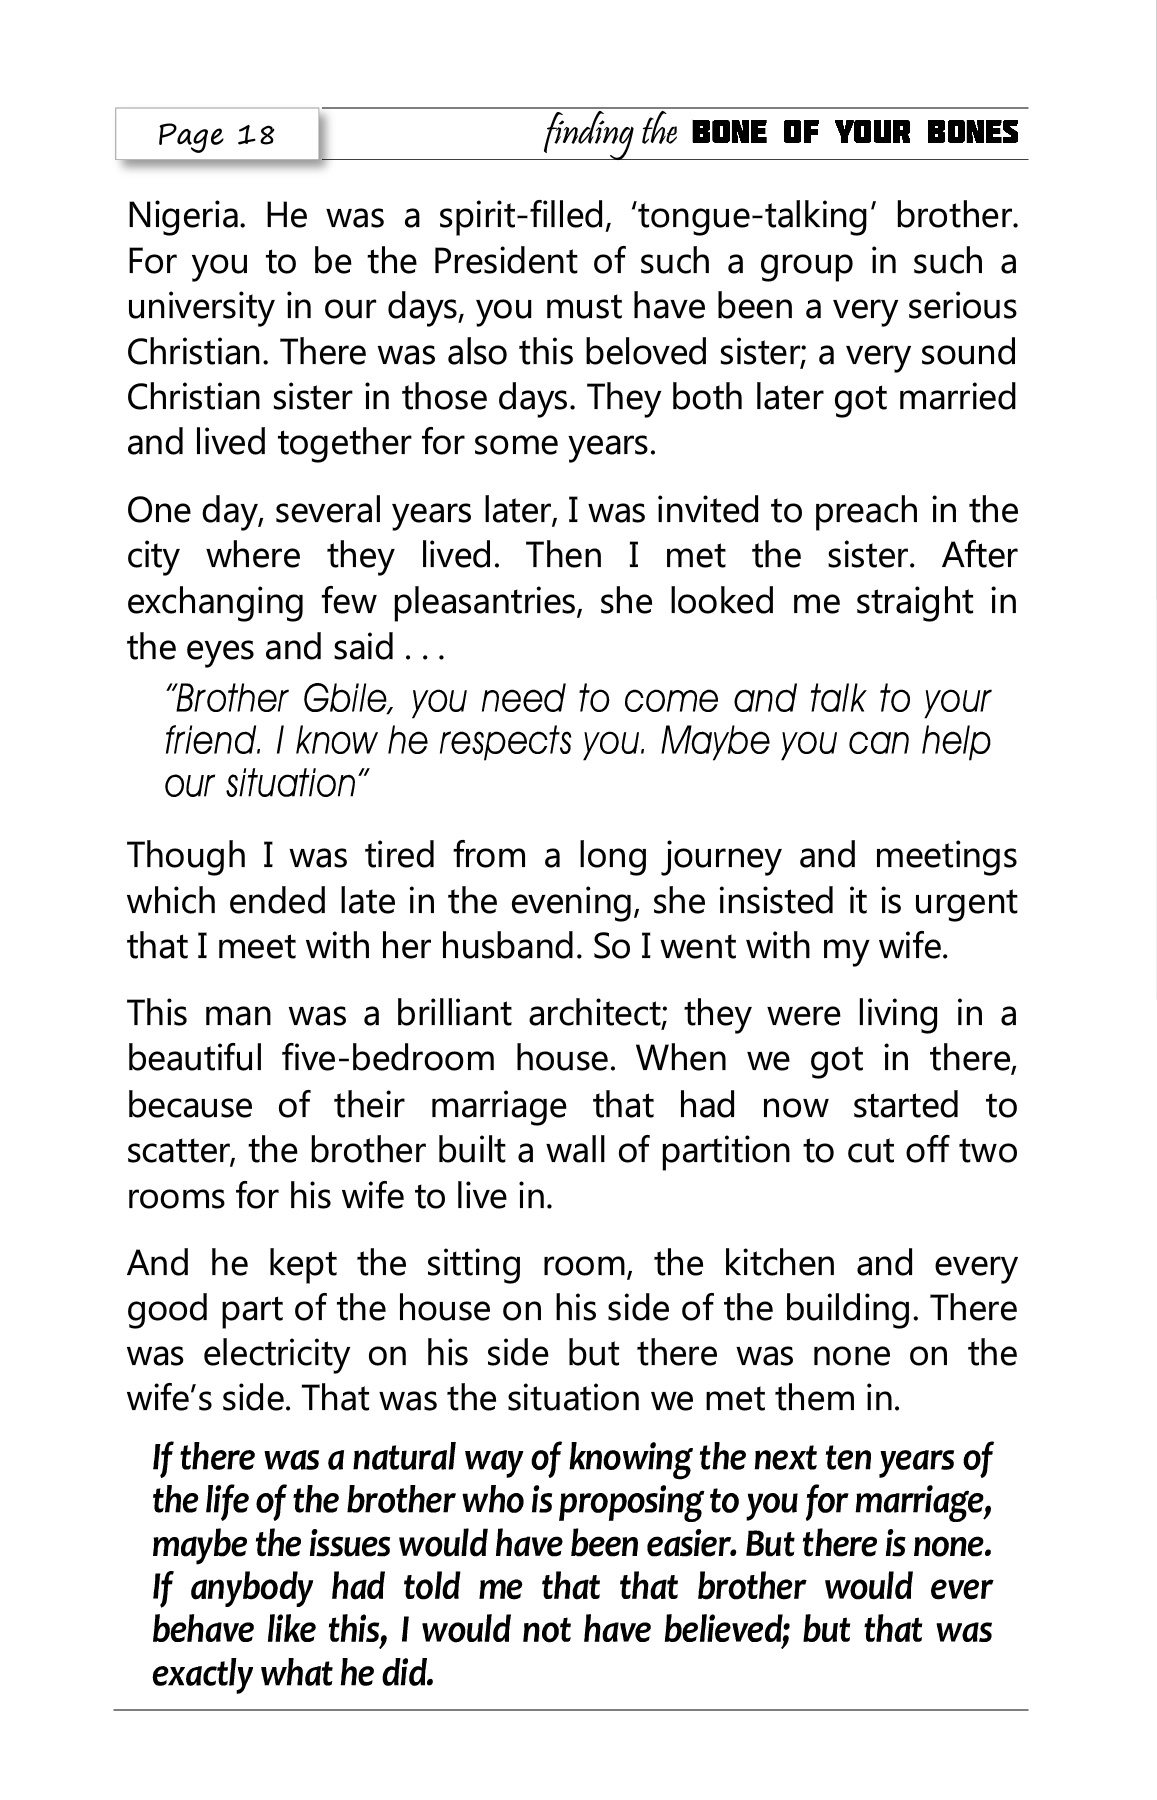 Page 18
finding the BONE OF YOUR BONES
Nigeria. He was a spirit-filled, ‘tongue-talking’ brother.
For you to be the President of such a group in such a
university in our days, you must have been a very serious
Christian. There was also this beloved sister; a very sound
Christian sister in those days. They both later got married
and lived together for some years.
One day, several years later, I was invited to preach in the
city where they lived. Then I met the sister. After
exchanging few pleasantries, she looked me straight in
the eyes and said . . .
“Brother Gbile, you need to come and talk to your
friend. I know he respects you. Maybe you can help
our situation”
Though I was tired from a long journey and meetings
which ended late in the evening, she insisted it is urgent
that I meet with her husband. So I went with my wife.
This man was a brilliant architect; they were living in a
beautiful five-bedroom house. When we got in there,
because of their marriage that had now started to
scatter, the brother built a wall of partition to cut off two
rooms for his wife to live in.
And he kept the sitting room, the kitchen and every
good part of the house on his side of the building. There
was electricity on his side but there was none on the
wife’s side. That was the situation we met them in.
If there was a natural way of knowing the next ten years of
the life of the brother who is proposing to you for marriage,
maybe the issues would have been easier. But there is none.
If anybody had told me that that brother would ever
behave like this, I would not have believed; but that was
exactly what he did.